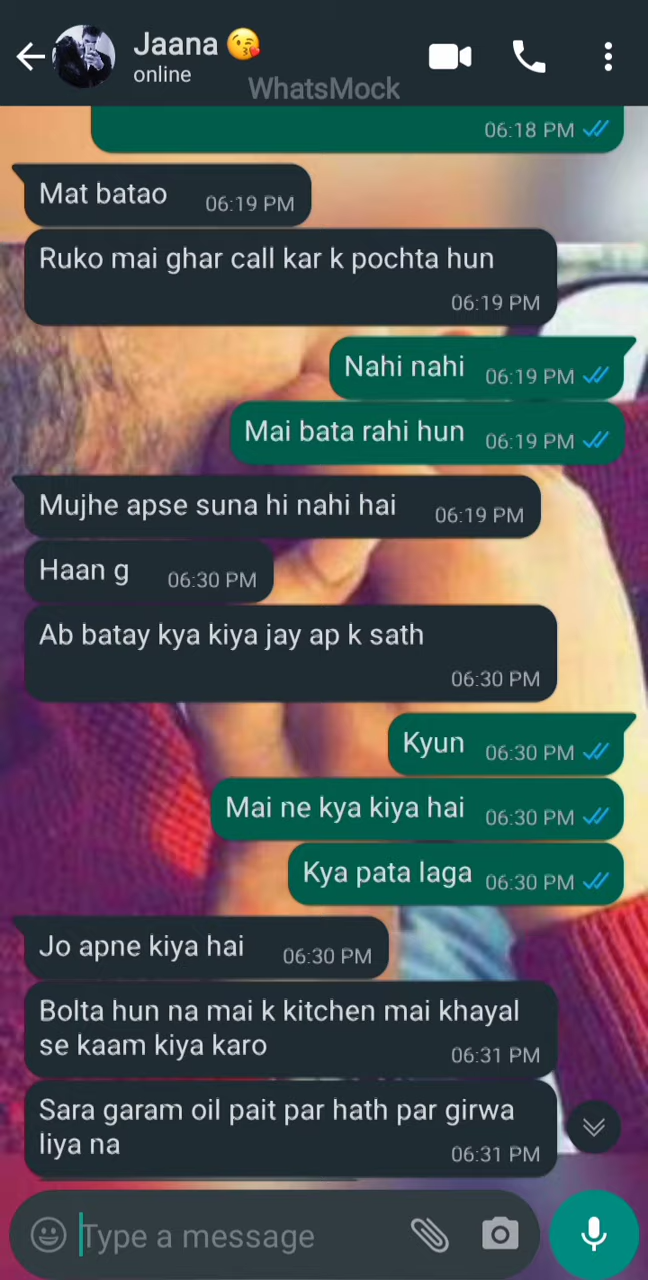 Jaana 😘
online
WhatsMock
06:18 PM
Mat batao 06:19 PM
Ruko mai ghar call kar k pochta hun
06:19 PM
Nahi nahi 06:19 PM
Mai bata rahi hun 06:19 PM
Mujhe apse suna hi nahi hai 06:19 PM
Haan g 06:30 PM
Ab batay kya kiya jay ap k sath
06:30 PM
Kyun 06:30 PM
Mai ne kya kiya hai 06:30 PM
Kya pata laga 06:30 PM
Jo apne kiya hai 06:30 PM
Bolta hun na mai k kitchen mai khayal
se kaam kiya karo 06:31 PM
Sara garam oil pait par hath par girwa
liya na 06:31 PM
Type a message